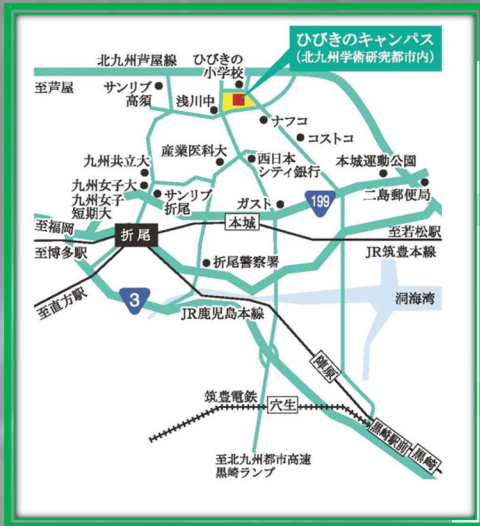 ひびきのキャンパス
（北九州学術研究都市内）
北九州芦屋線
ひびきの
小学校
至芦屋
サンリブ
高須
浅川中
ナフコ
コストコ
産業医科大
西日本
シティ銀行
本城運動公園
九州共立大
九州女子大
九州女子
短期大
サンリブ
折尾
ガスト
199
二島郵便局
至福岡
折尾
本城
至若松駅
至博多駅
JR筑豊本線
折尾警察署
洞海湾
至直方駅
3
JR鹿児島本線
陣原
筑豊電鉄
穴生
黒崎駅前
黒崎
至北九州都市高速
黒崎ランプ